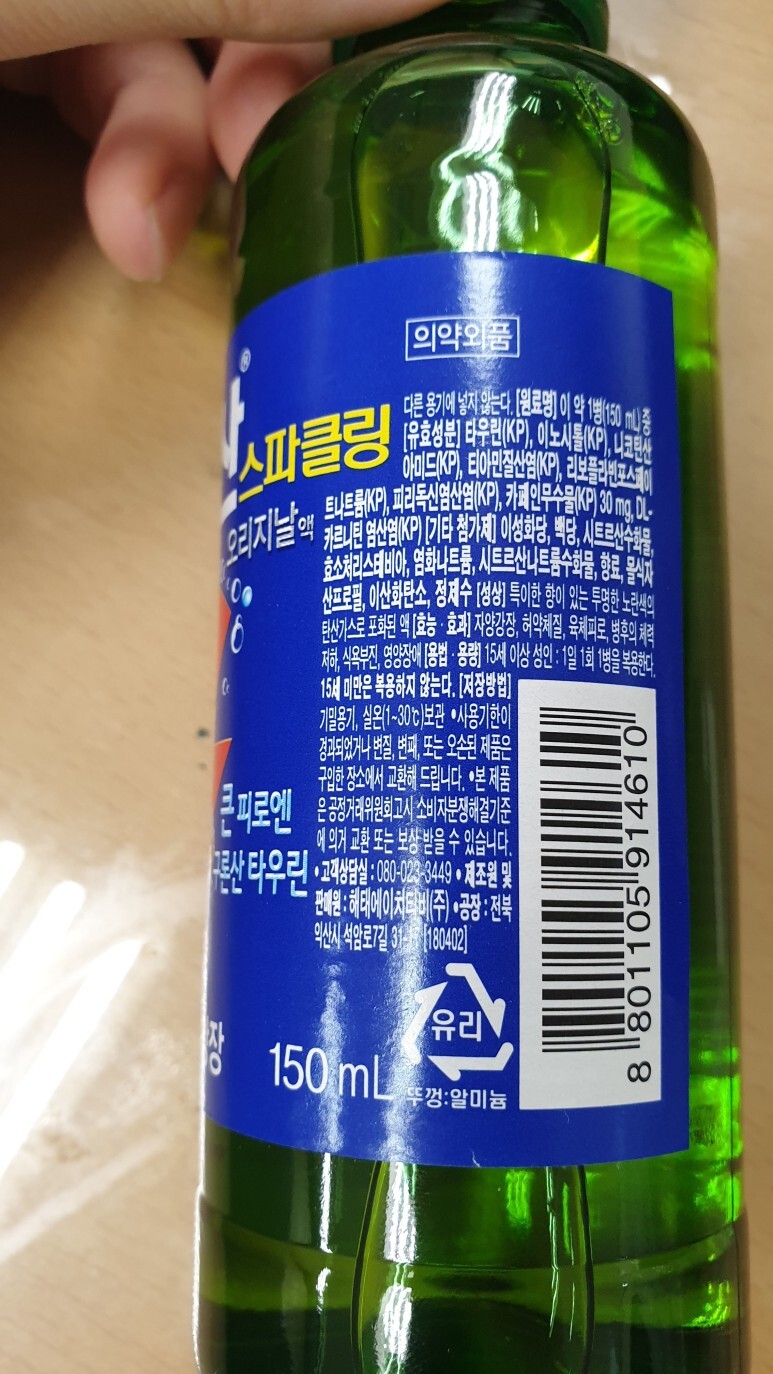 의약외품
스파클링
오리지날액
다른 용기에 넣지 않는다. [원료명] 이 약 1병(150 mL) 중
[유효성분] 타우린(KP), 이노시톨(KP), 니코틴산
아미드(KP), 티아민질산염(KP), 리보플라빈포스페이
트나트륨(KP), 피리독신염산염(KP), 카페인무수물(KP) 30 mg, DL-
카르니틴 염산염(KP) [기타 첨가제] 이성화당, 백당, 시트르산수화물,
효소처리스테비아, 염화나트륨, 시트르산나트륨수화물, 향료, 몰식자
산프로필, 이산화탄소, 정제수 [성상] 특이한 향이 있는 투명한 노란색의
탄산가스로 포화된 액 [효능·효과] 자양강장, 허약체질, 육체피로, 병후의 체력
저하, 식욕부진, 영양장애 [용법·용량] 15세 이상 성인 : 1일 1회 1병을 복용한다.
15세 미만은 복용하지 않는다. [저장방법]
기밀용기, 실온(1~30℃)보관 •사용기한이
경과되었거나 변질, 변패, 또는 오손된 제품은
구입한 장소에서 교환해 드립니다. •본 제품
은 공정거래위원회고시 소비자분쟁해결기준
에 의거 교환 또는 보상 받을 수 있습니다.
•고객상담실 : 080-023-3449 •제조원 및
판매원 : 해태에이치티비(주) •공장 : 전북
익산시 석암로7길 [180402]
큰 피로엔
구론산 타우린
150 mL
유리
뚜껑:알미늄
8 801105 914610